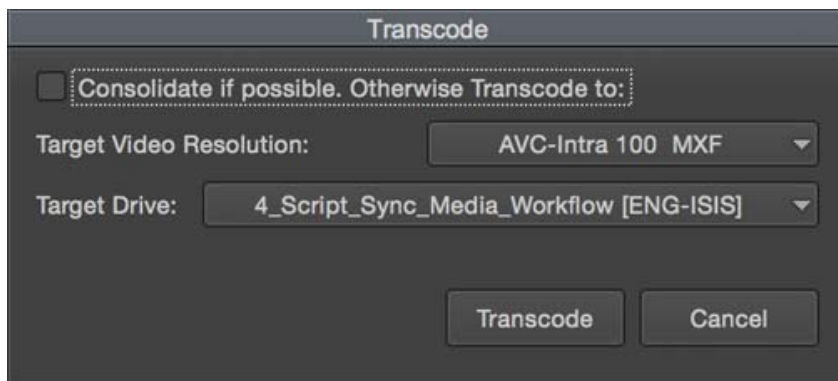 Transcode
Consolidate if possible. Otherwise Transcode to:
Target Video Resolution: AVC-Intra 100 MXF
Target Drive: 4_Script_Sync_Media_Workflow [ENG-ISIS]
Transcode Cancel